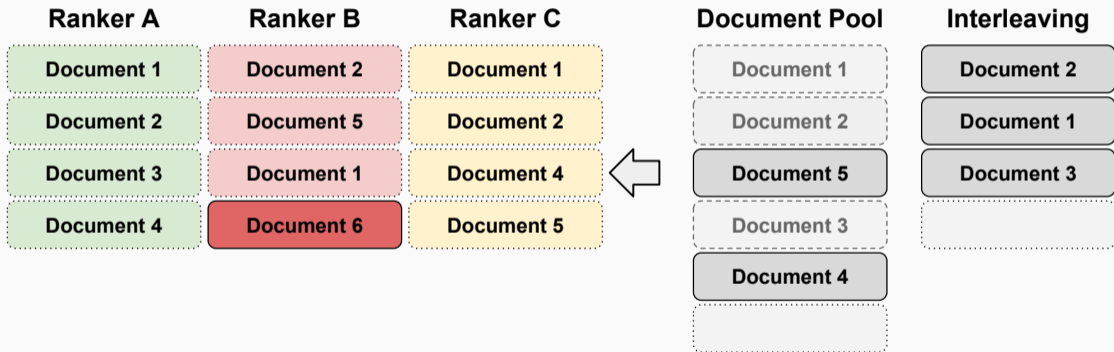 Ranker A Ranker B Ranker C Document Pool Interleaving
Document 1 Document 2 Document 1 Document 1 Document 2
Document 2 Document 5 Document 2 Document 2 Document 1
Document 3 Document 1 Document 4 Document 5 Document 3
Document 4 Document 6 Document 5 Document 3
Document 4